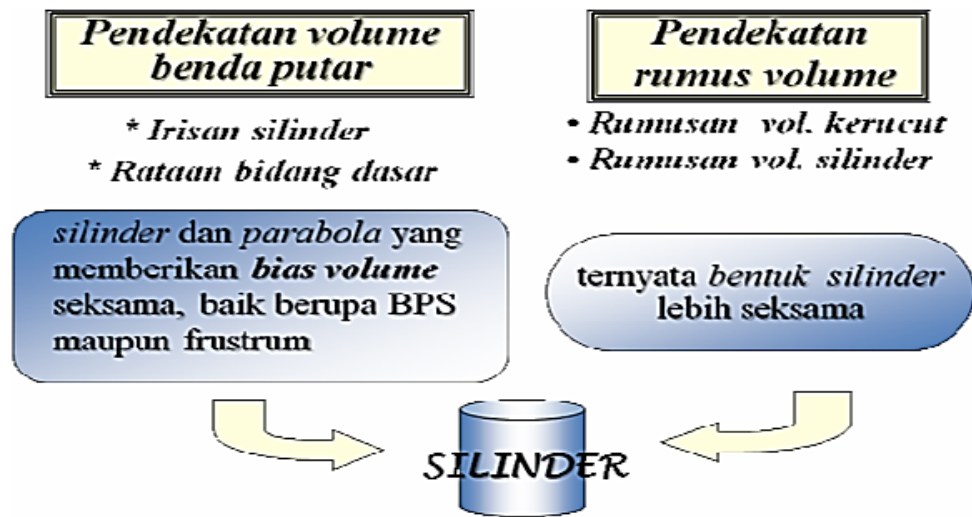 Pendekatan volume
benda putar
* Irisan silinder
* Rataan bidang dasar
silinder dan parabola yang
memberikan bias volume
seksama, baik berupa BPS
maupun frustrum
Pendekatan
rumus volume
• Rumusan vol. kerucut
• Rumusan vol. silinder
ternyata bentuk silinder
lebih seksama
SILINDER